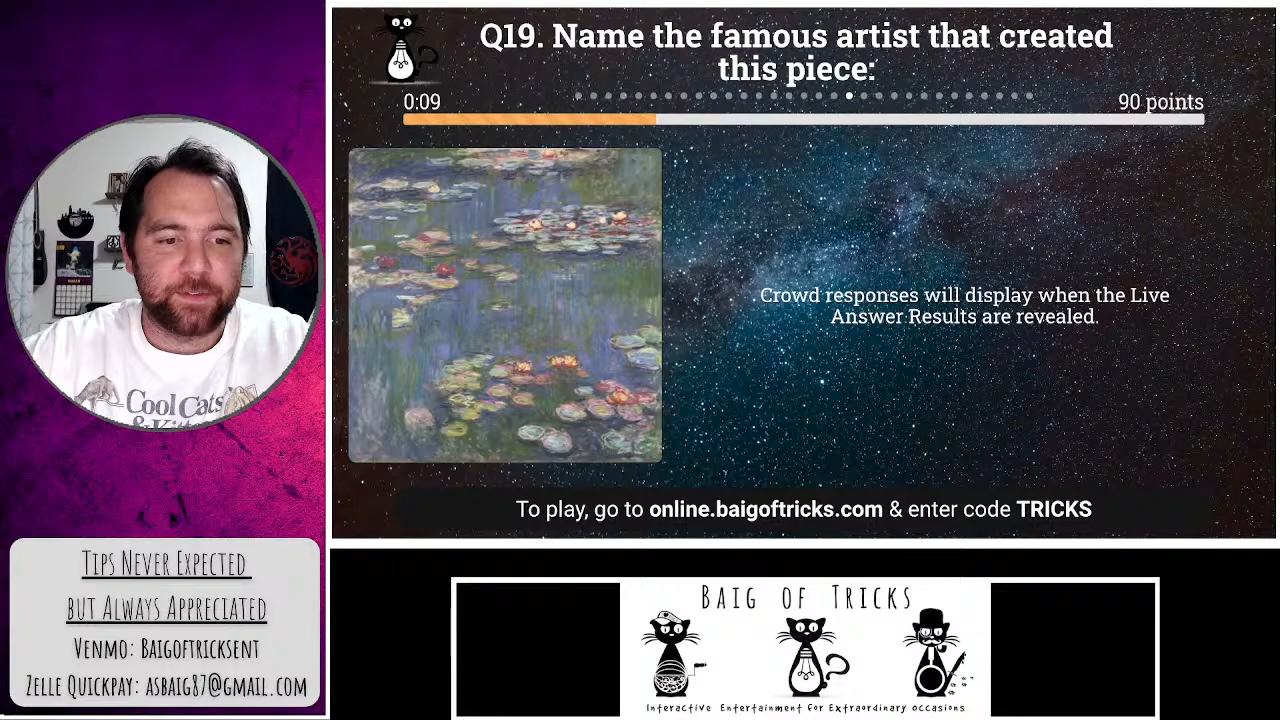 Q19. Name the famous artist that created
this piece:
0:09
90 points
Crowd responses will display when the Live
Answer Results are revealed.
To play, go to online.baigoftricks.com & enter code TRICKS
Cool Cats
Tips Never Expected
but Always Appreciated
Venmo: Baigoftricksent
Zelle Quickpay: asbaig87@gmail.com
Baig of Tricks
Interactive Entertainment for Extraordinary Occasions